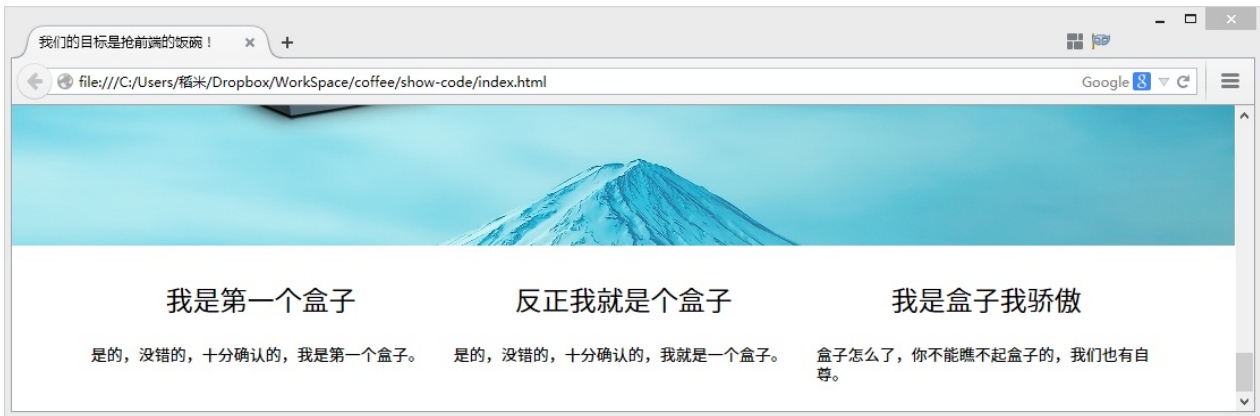 我们的目标是抢前端的饭碗！
file:///C:/Users/稻米/Dropbox/WorkSpace/coffee/show-code/index.html
Google 8
我是第一个盒子
是的，没错的，十分确认的，我是第一个盒子。
反正我就是个盒子
是的，没错的，十分确认的，我就是一个盒子。
我是盒子我骄傲
盒子怎么了，你不能瞧不起盒子的，我们也有自
尊。